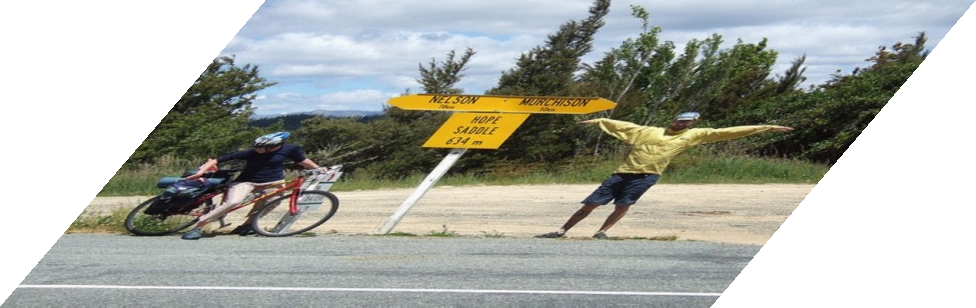 NELSON · MURCHISON
HOPE
SADDLE
634 m